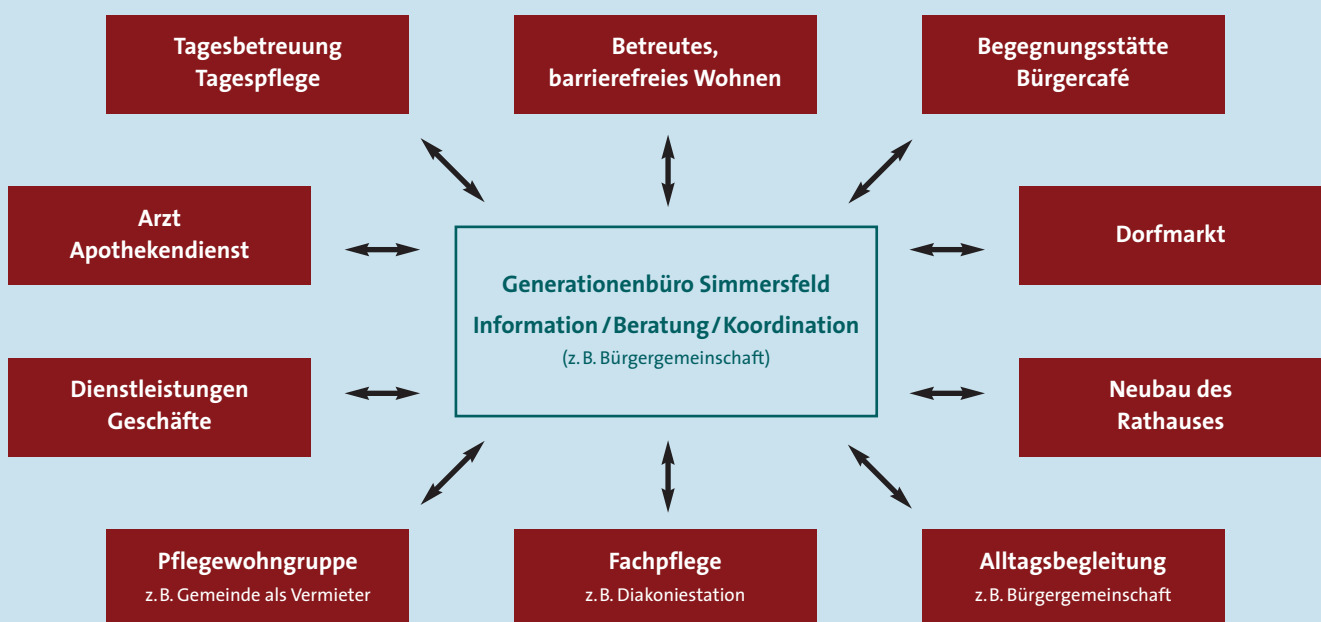 Tagesbetreuung
Tagespflege
Betreutes,
barrierefreies Wohnen
Begegnungsstätte
Bürgercafé
Arzt
Apothekendienst
Dorfmarkt
Generationenbüro Simmersfeld
Information / Beratung / Koordination
(z. B. Bürgergemeinschaft)
Dienstleistungen
Geschäfte
Neubau des
Rathauses
Pflegewohngruppe
z. B. Gemeinde als Vermieter
Fachpflege
z. B. Diakoniestation
Alltagsbegleitung
z. B. Bürgergemeinschaft